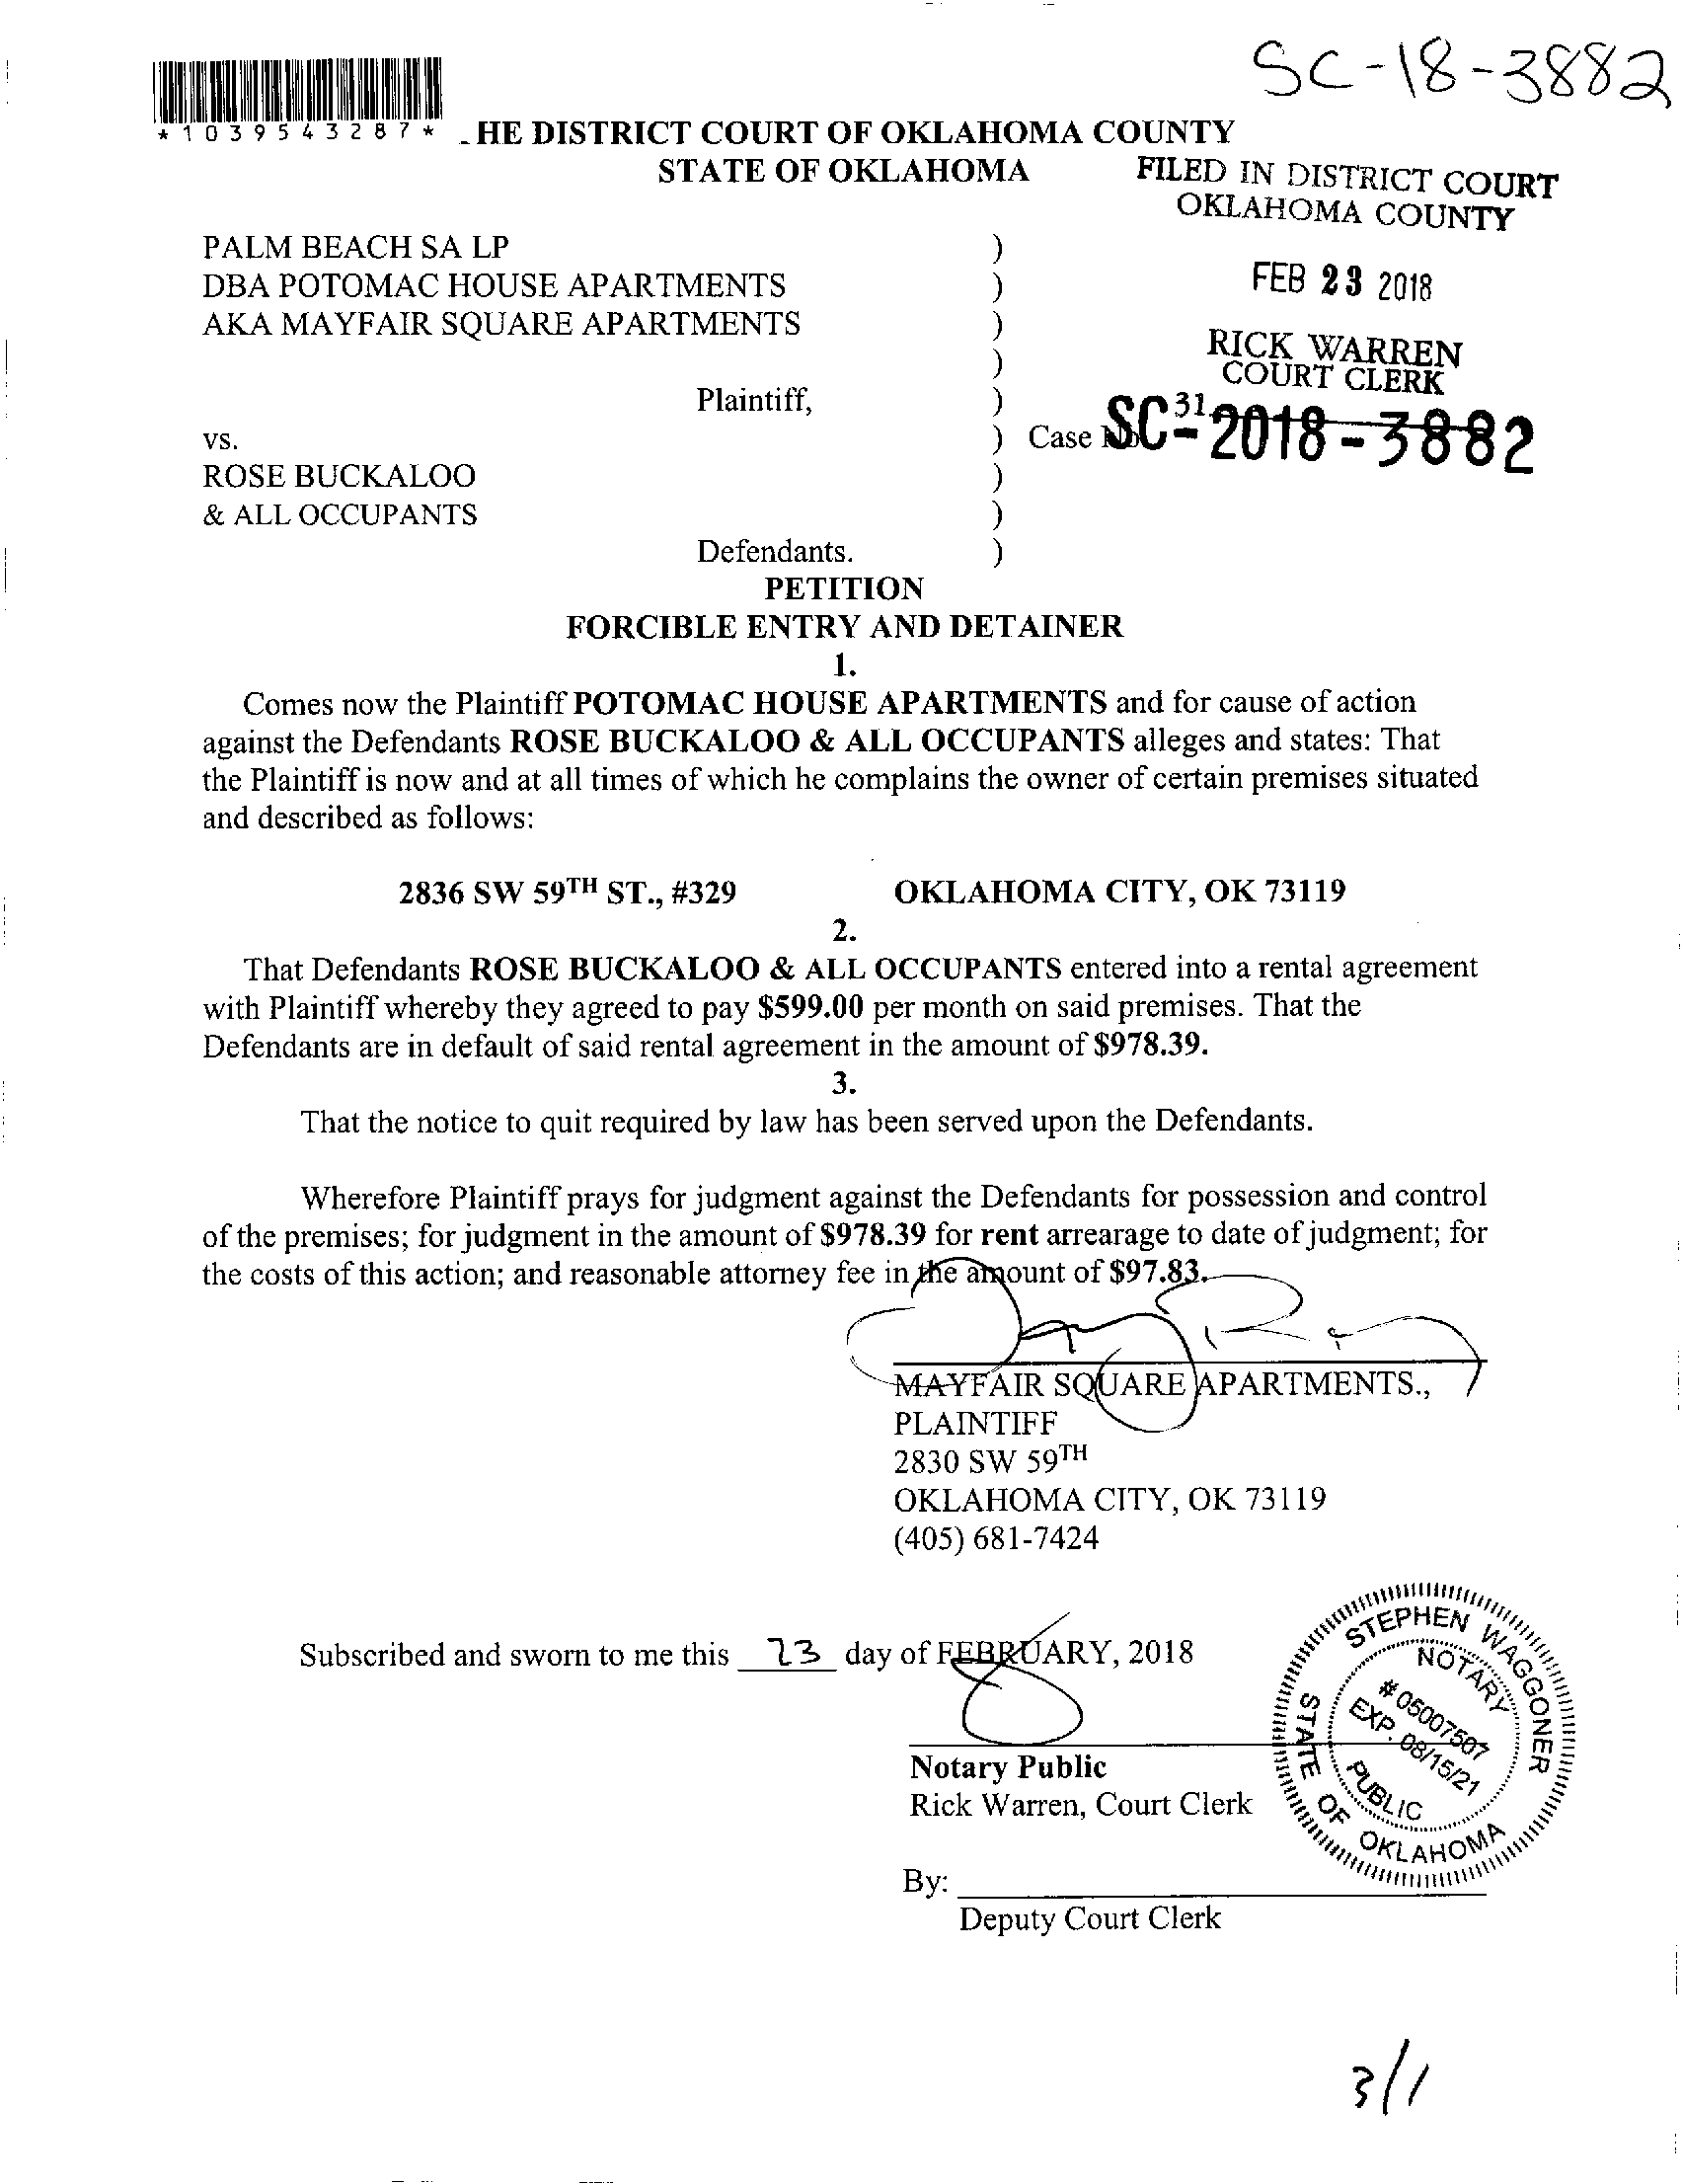 SC-18-3882
*1039543287*
HE DISTRICT COURT OF OKLAHOMA COUNTY
STATE OF OKLAHOMA
FILED IN DISTRICT COURT
OKLAHOMA COUNTY
FEB 23 2018
RICK WARREN
COURT CLERK
31
PALM BEACH SA LP )
DBA POTOMAC HOUSE APARTMENTS )
AKA MAYFAIR SQUARE APARTMENTS )
)
Plaintiff, )
vs. ) Case No. SC-2018-3882
ROSE BUCKALOO )
& ALL OCCUPANTS )
Defendants. )
PETITION
FORCIBLE ENTRY AND DETAINER
1.
Comes now the Plaintiff POTOMAC HOUSE APARTMENTS and for cause of action
against the Defendants ROSE BUCKALOO & ALL OCCUPANTS alleges and states: That
the Plaintiff is now and at all times of which he complains the owner of certain premises situated
and described as follows:
2836 SW 59TH ST., #329 OKLAHOMA CITY, OK 73119
2.
That Defendants ROSE BUCKALOO & ALL OCCUPANTS entered into a rental agreement
with Plaintiff whereby they agreed to pay $599.00 per month on said premises. That the
Defendants are in default of said rental agreement in the amount of $978.39.
3.
That the notice to quit required by law has been served upon the Defendants.
Wherefore Plaintiff prays for judgment against the Defendants for possession and control
of the premises; for judgment in the amount of $978.39 for rent arrearage to date of judgment; for
the costs of this action; and reasonable attorney fee in the amount of $97.83.
MAYFAIR SQUARE APARTMENTS.,
PLAINTIFF
2830 SW 59TH
OKLAHOMA CITY, OK 73119
(405) 681-7424
Subscribed and sworn to me this 23 day of FEBRUARY, 2018
Notary Public
Rick Warren, Court Clerk
By:
Deputy Court Clerk
STEPHEN WAGGONER
NOTARY
# 05007507
EXP. 08/15/21
PUBLIC
STATE OF OKLAHOMA
3/1